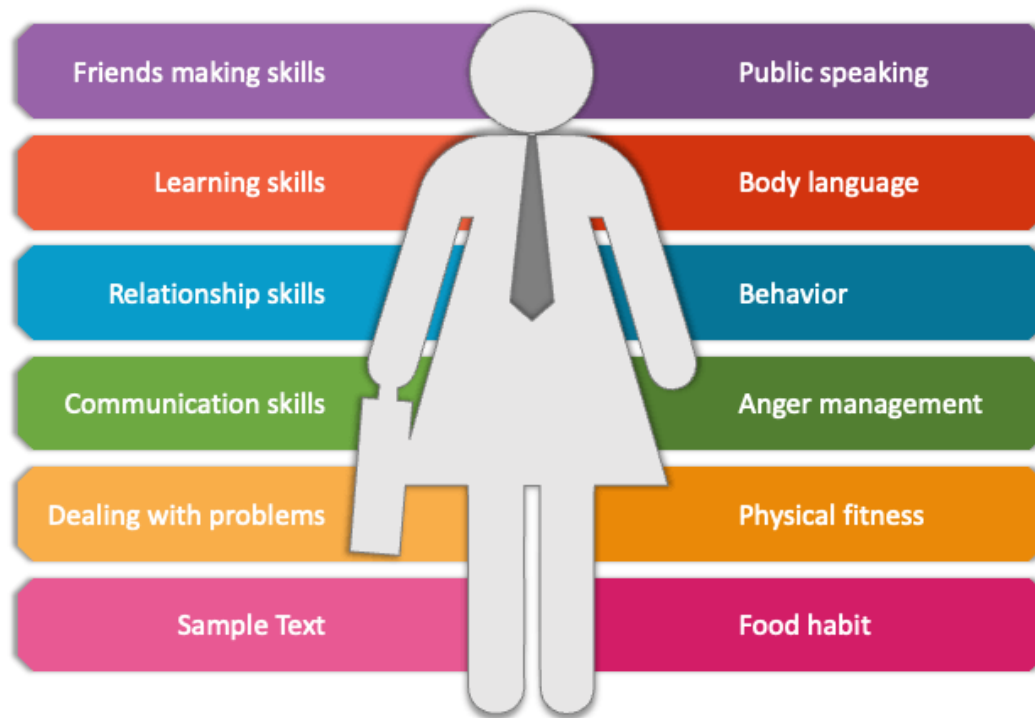 Friends making skills
Public speaking
Learning skills
Body language
Relationship skills
Behavior
Communication skills
Anger management
Dealing with problems
Physical fitness
Sample Text
Food habit